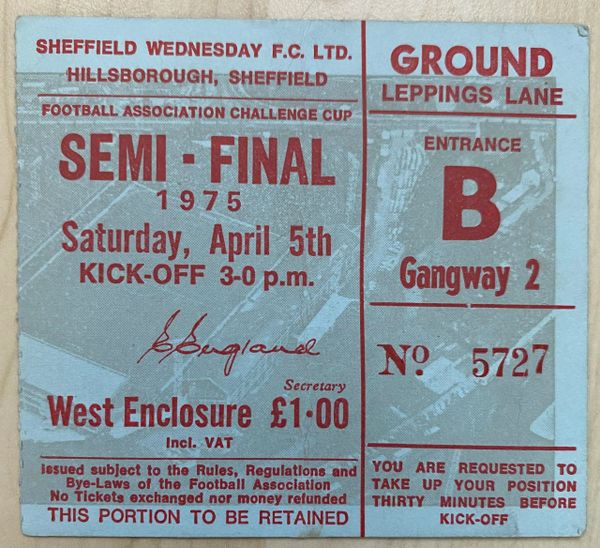 SHEFFIELD WEDNESDAY F.C. LTD.
HILLSBOROUGH, SHEFFIELD
FOOTBALL ASSOCIATION CHALLENGE CUP
SEMI - FINAL
1975
Saturday, April 5th
KICK-OFF 3-0 p.m.
E England
Secretary
West Enclosure £1·00
Incl. VAT
Issued subject to the Rules, Regulations and
Bye-Laws of the Football Association
No Tickets exchanged nor money refunded
THIS PORTION TO BE RETAINED
GROUND
LEPPINGS LANE
ENTRANCE
B
Gangway 2
No. 5727
YOU ARE REQUESTED TO
TAKE UP YOUR POSITION
THIRTY MINUTES BEFORE
KICK-OFF